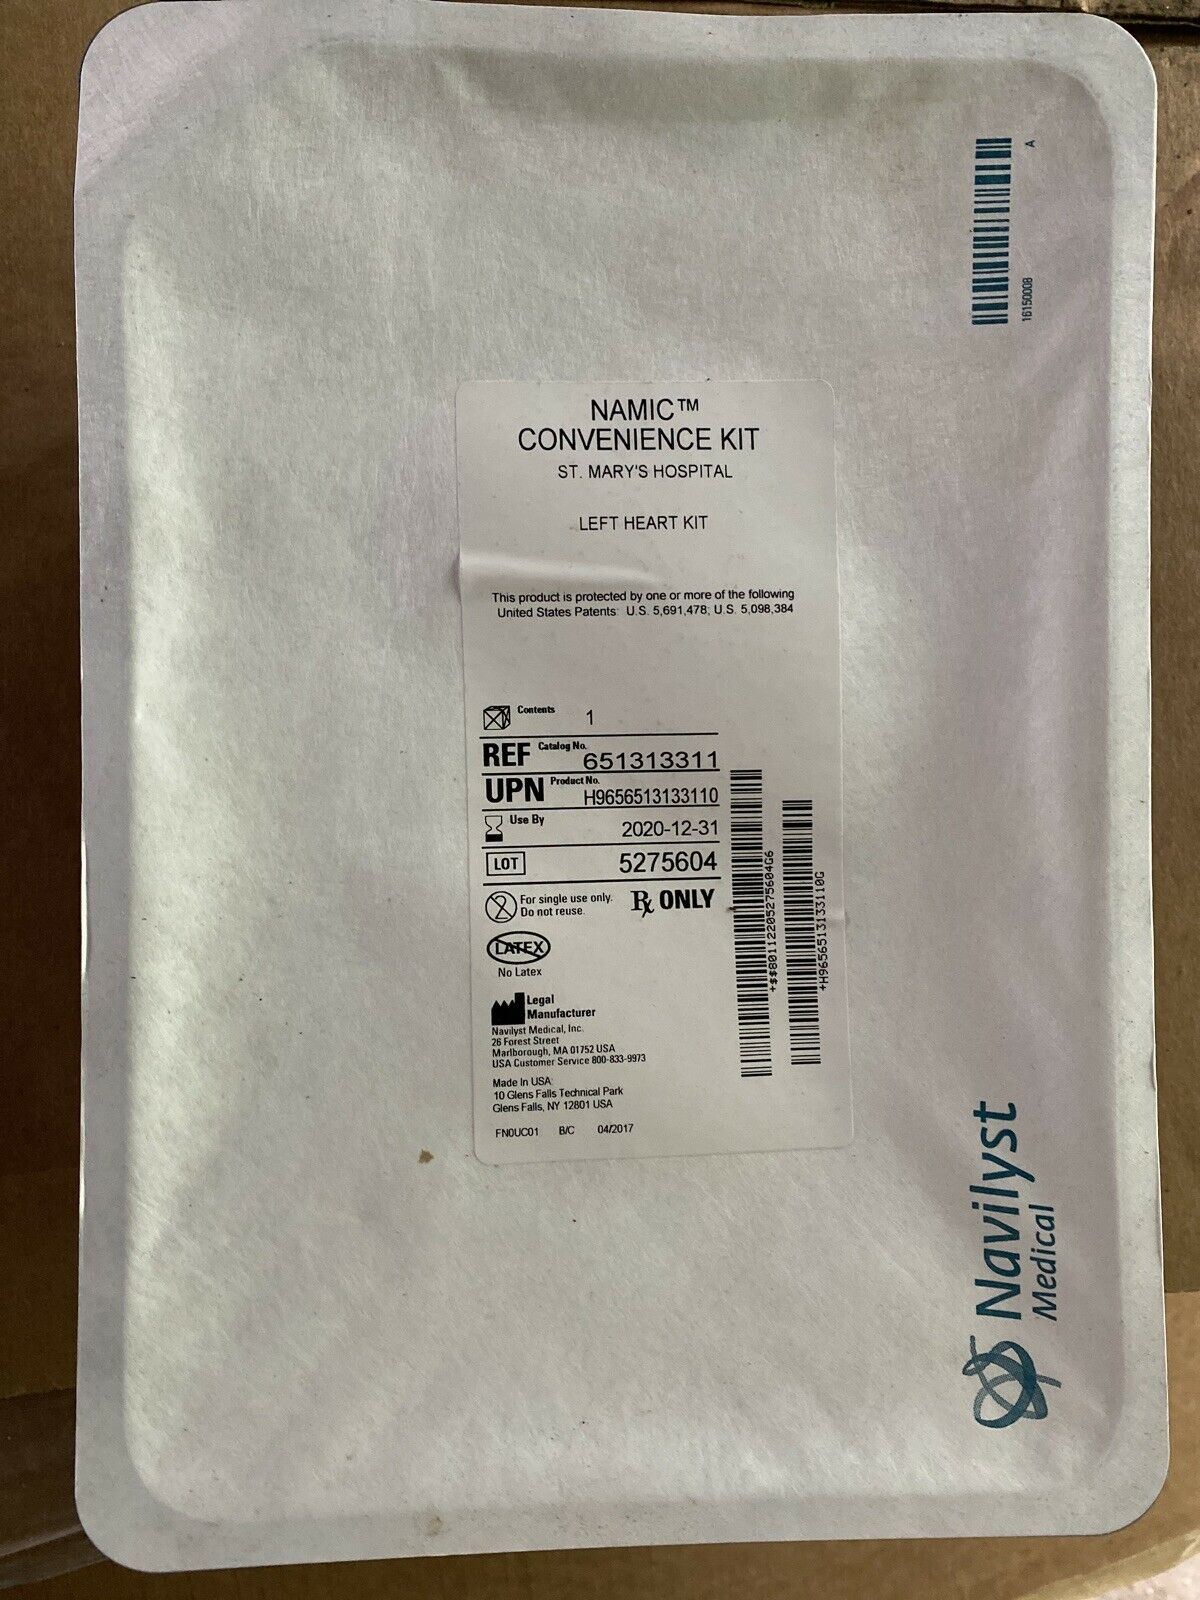 NAMIC™
CONVENIENCE KIT
ST. MARY'S HOSPITAL
LEFT HEART KIT
This product is protected by one or more of the following
United States Patents: U.S. 5,691,478; U.S. 5,098,384
Contents 1
REF Catalog No. 651313311
UPN Product No. H9656513133110
Use By 2020-12-31
LOT 5275604
2 For single use only.
Do not reuse.
Rx ONLY
LATEX
No Latex
Legal
Manufacturer
Navilyst Medical, Inc.
26 Forest Street
Marlborough, MA 01752 USA
USA Customer Service 800-833-9973
Made In USA:
10 Glens Falls Technical Park
Glens Falls, NY 12801 USA
FN0UC01 B/C 04/2017
+$$80112205275604G6
+H9656513133110G
16150008
A
Navilyst
Medical